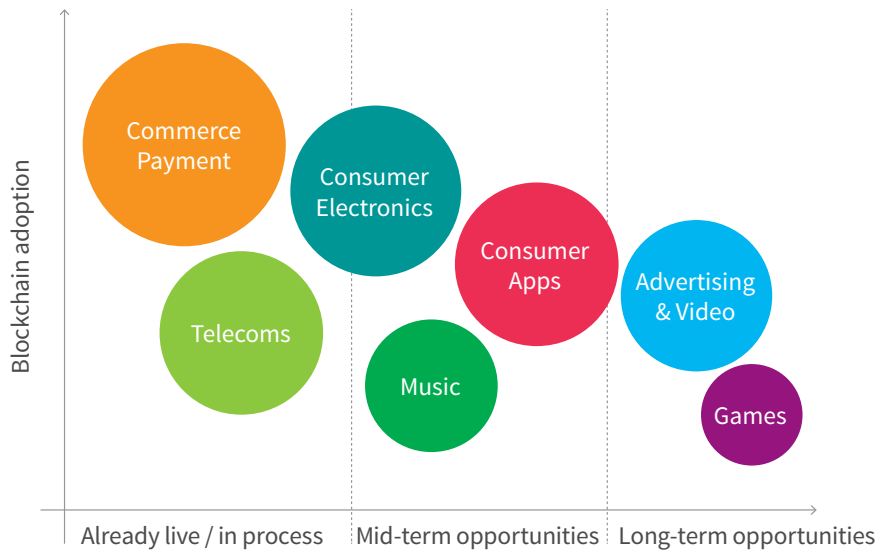 Blockchain adoption
Commerce
Payment
Consumer
Electronics
Consumer
Apps
Advertising
& Video
Telecoms
Music
Games
Already live / in process
Mid-term opportunities
Long-term opportunities